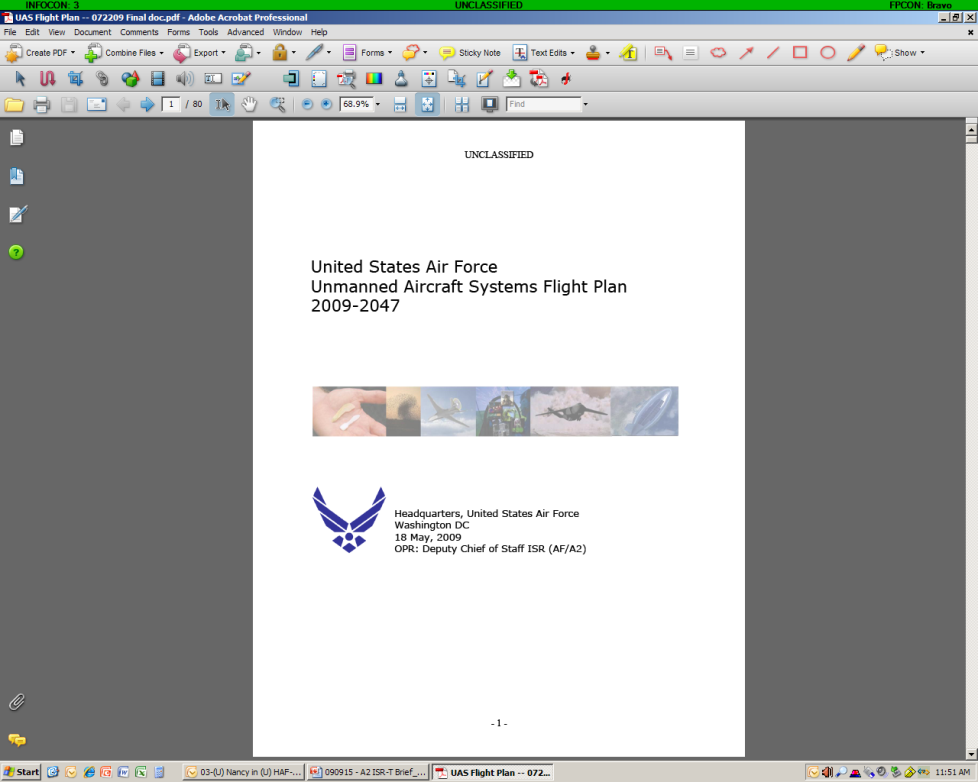 INFOCON: 3 UNCLASSIFIED FPCON: Bravo
UAS Flight Plan -- 072209 Final doc.pdf - Adobe Acrobat Professional
File Edit View Document Comments Forms Tools Advanced Window Help
Create PDF Combine Files Export Forms Sticky Note Text Edits Show
1 / 80 68.9% Find
UNCLASSIFIED
United States Air Force
Unmanned Aircraft Systems Flight Plan
2009-2047
Headquarters, United States Air Force
Washington DC
18 May, 2009
OPR: Deputy Chief of Staff ISR (AF/A2)
- 1 -
Start 03-(U) Nancy in (U) HAF-... 090915 - A2 ISR-T Brief_... UAS Flight Plan -- 072... 11:51 AM